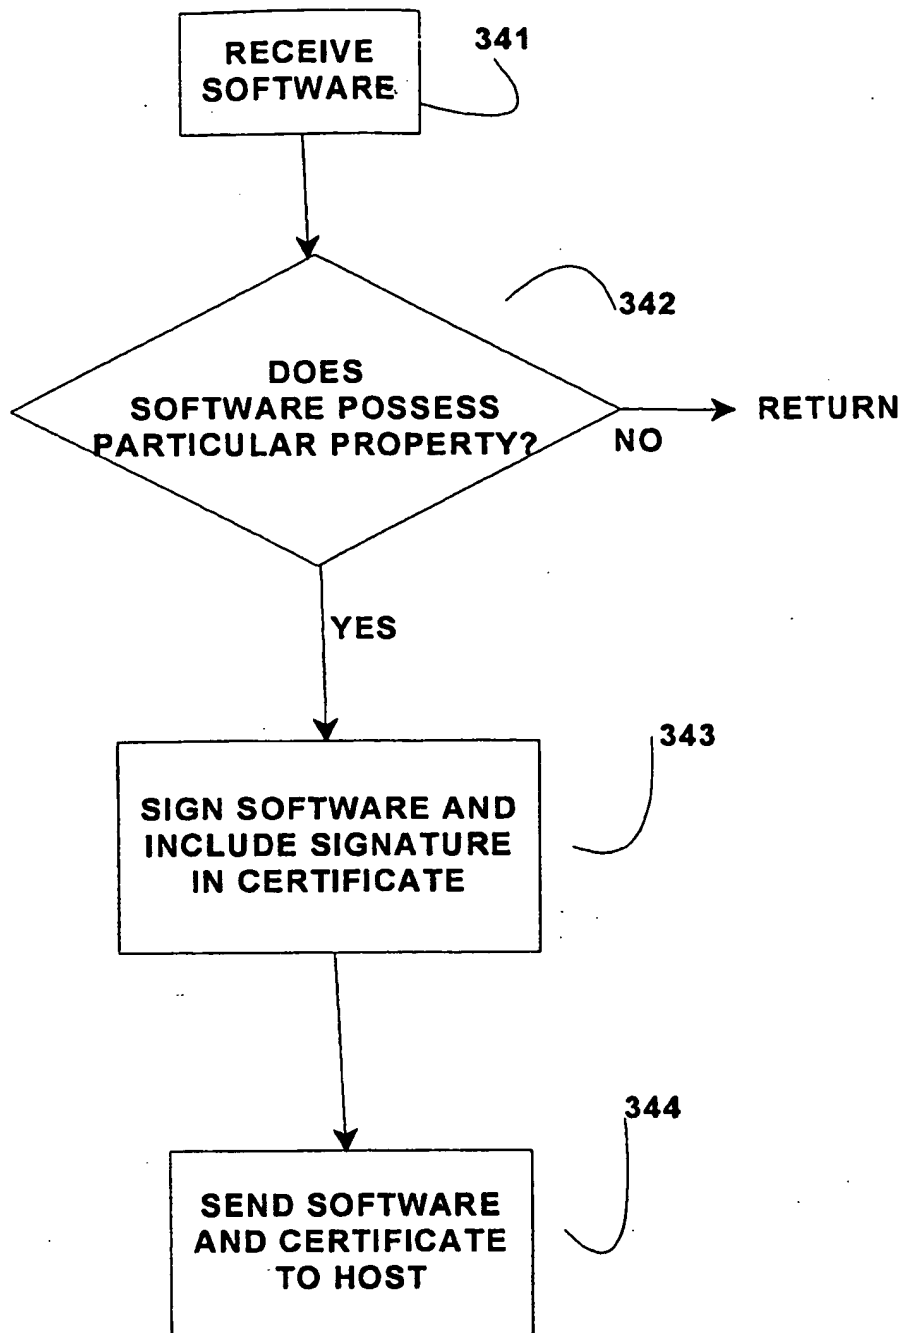 RECEIVE
SOFTWARE
341
342
DOES
SOFTWARE POSSESS
PARTICULAR PROPERTY?
NO
RETURN
YES
343
SIGN SOFTWARE AND
INCLUDE SIGNATURE
IN CERTIFICATE
344
SEND SOFTWARE
AND CERTIFICATE
TO HOST